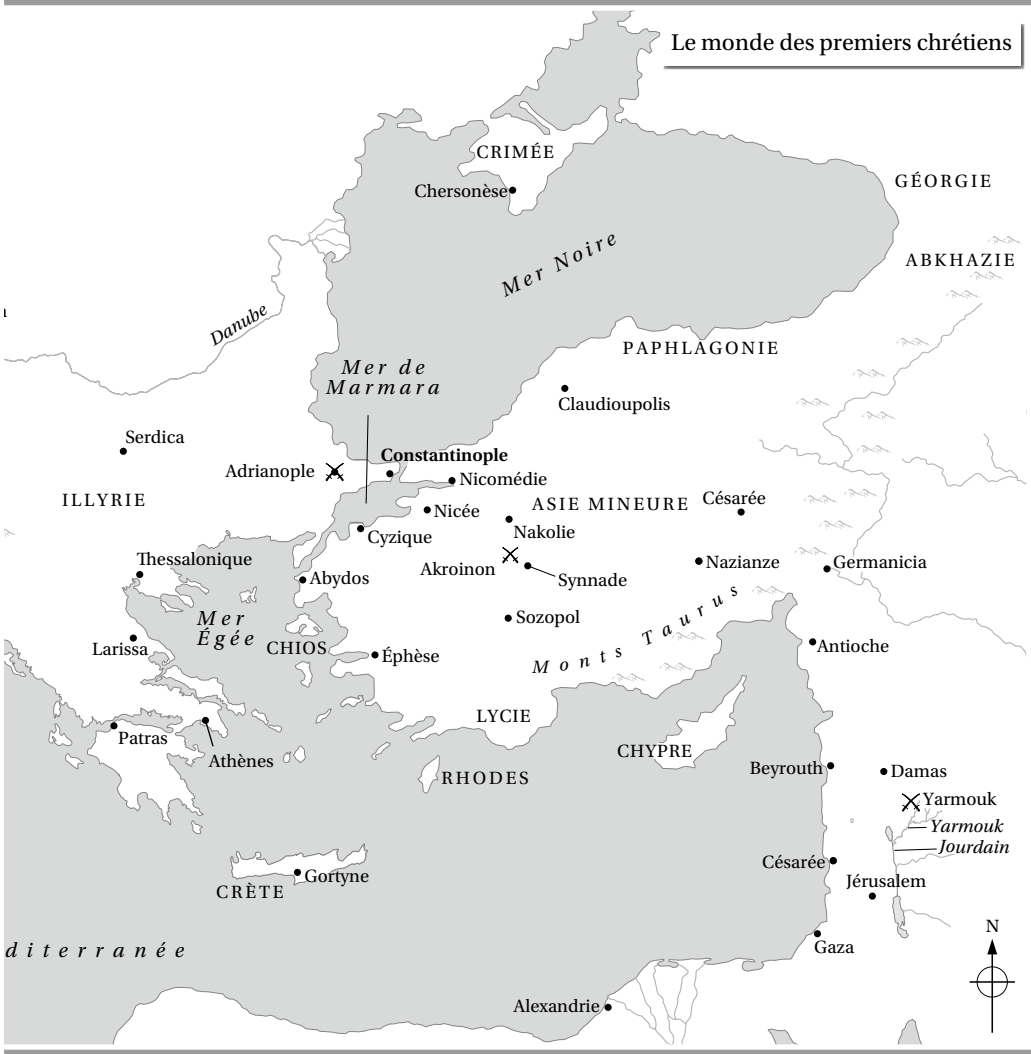 Le monde des premiers chrétiens
CRIMÉE
Chersonèse
GÉORGIE
Mer Noire
ABKHAZIE
Danube
PAPHLAGONIE
Mer de
Marmara
Claudioupolis
Serdica
Constantinople
Adrianople
Nicomédie
ILLYRIE
ASIE MINEURE
Césarée
Nicée
Nakolie
Cyzique
Thessalonique
Akroinon
Synnade
Nazianze
Germanicia
Abydos
Mer
Égée
Sozopol
Monts Taurus
Larissa
CHIOS
Éphèse
Antioche
LYCIE
Patras
Athènes
CHYPRE
RHODES
Beyrouth
Damas
Yarmouk
Yarmouk
Jourdain
Césarée
Gortyne
CRÈTE
Jérusalem
N
Gaza
diterranée
Alexandrie